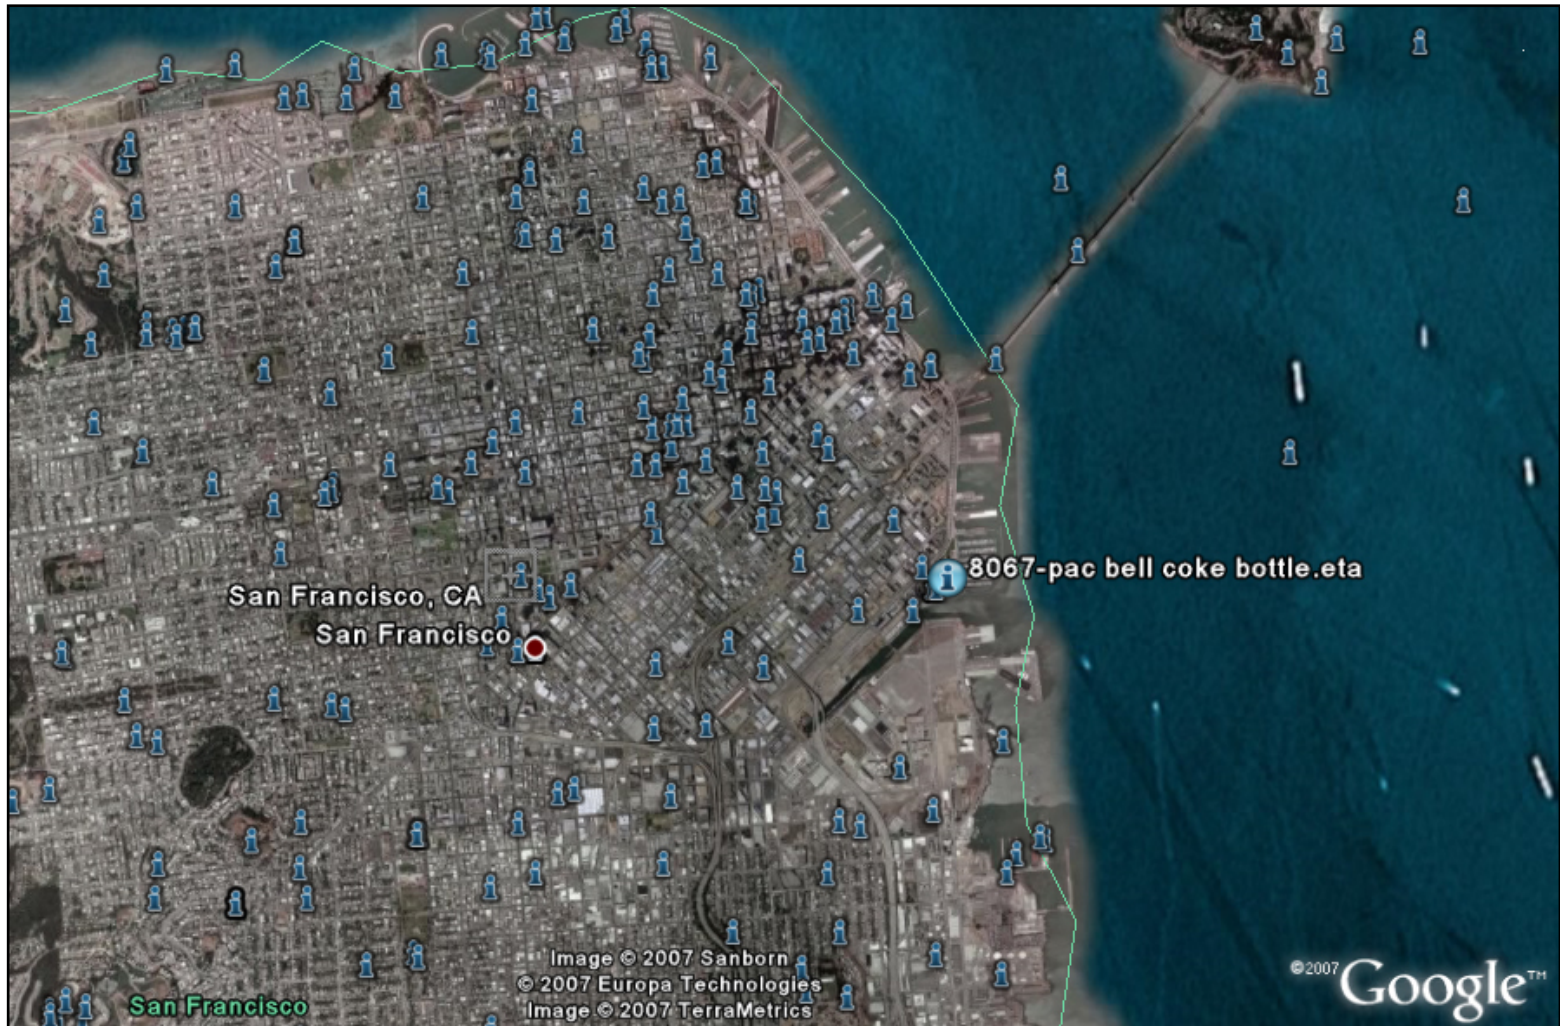 8067-pac bell coke bottle.eta
San Francisco, CA
San Francisco
Image © 2007 Sanborn
© 2007 Europa Technologies
Image © 2007 TerraMetrics
San Francisco
©2007 Google™